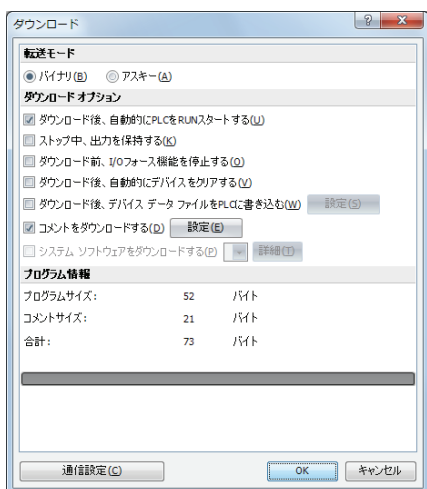 ダウンロード
転送モード
バイナリ(B) アスキー(A)
ダウンロード オプション
ダウンロード後、自動的にPLCをRUNスタートする(U)
ストップ中、出力を保持する(K)
ダウンロード前、I/Oフォース機能を停止する(O)
ダウンロード後、自動的にデバイスをクリアする(V)
ダウンロード後、デバイス データ ファイルをPLCに書き込む(W) 設定(S)
コメントをダウンロードする(D) 設定(E)
システム ソフトウェアをダウンロードする(P) 詳細(T)
プログラム情報
プログラムサイズ: 52 バイト
コメントサイズ: 21 バイト
合計: 73 バイト
通信設定(C) OK キャンセル